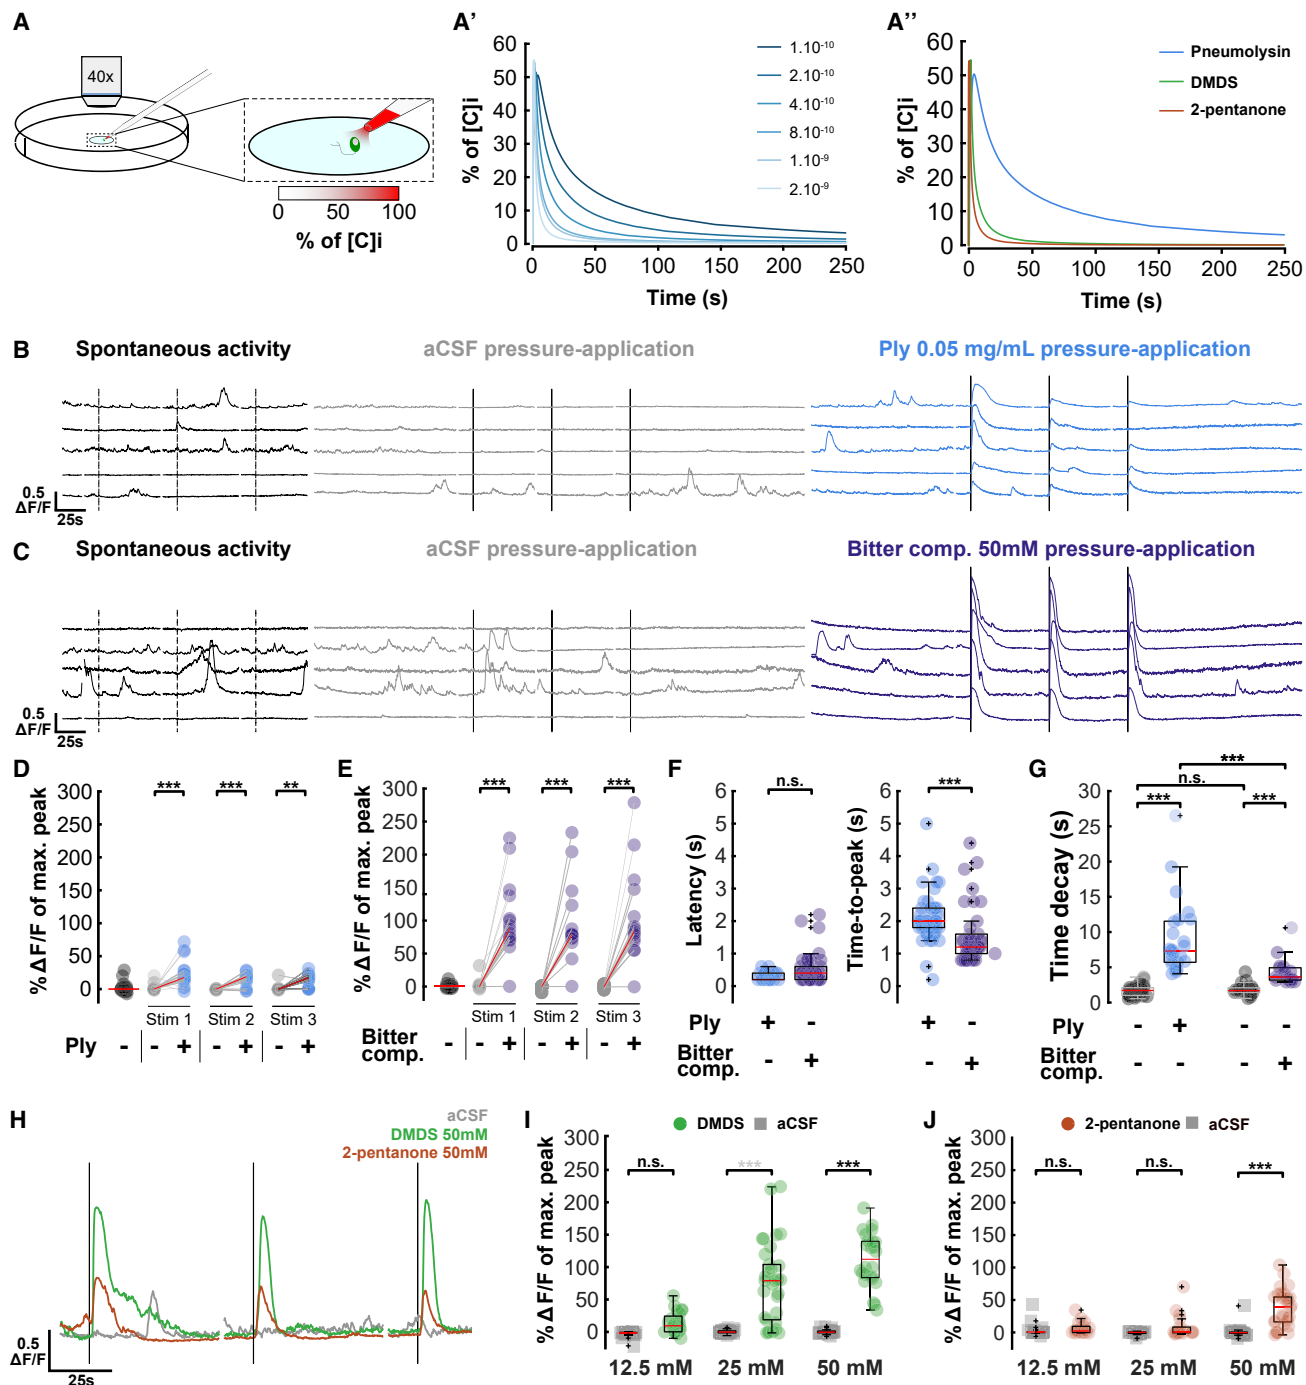 A
40x
0 50 100
% of [C]i
A'
60
50
40
30
20
10
0
% of [C]i
0 50 100 150 200 250
Time (s)
1.10-10
2.10-10
4.10-10
8.10-10
1.10-9
2.10-9
A''
60
50
40
30
20
10
0
% of [C]i
0 50 100 150 200 250
Time (s)
Pneumolysin
DMDS
2-pentanone
B
Spontaneous activity
aCSF pressure-application
Ply 0.05 mg/mL pressure-application
0.5
ΔF/F
25s
C
Spontaneous activity
aCSF pressure-application
Bitter comp. 50mM pressure-application
0.5
ΔF/F
25s
D
% Δ F/F of max. peak
300
250
200
150
100
50
0
*** *** **
Stim 1 Stim 2 Stim 3
Ply - - + - + - +
E
% Δ F/F of max. peak
300
250
200
150
100
50
0
*** *** ***
Stim 1 Stim 2 Stim 3
Bitter
comp. - - + - + - +
F
Latency (s)
6
5
4
3
2
1
0
n.s.
Time-to-peak (s)
6
5
4
3
2
1
0
***
Ply + - + -
Bitter
comp. - + - +
G
Time decay (s)
30
25
20
15
10
5
0
***
n.s.
*** ***
Ply - + - -
Bitter
comp. - - - +
H
aCSF
DMDS 50mM
2-pentanone 50mM
0.5
ΔF/F
25s
I
DMDS aCSF
% Δ F/F of max. peak
300
250
200
150
100
50
0
n.s. *** ***
12.5 mM 25 mM 50 mM
J
2-pentanone aCSF
% Δ F/F of max. peak
300
250
200
150
100
50
0
n.s. n.s. ***
12.5 mM 25 mM 50 mM